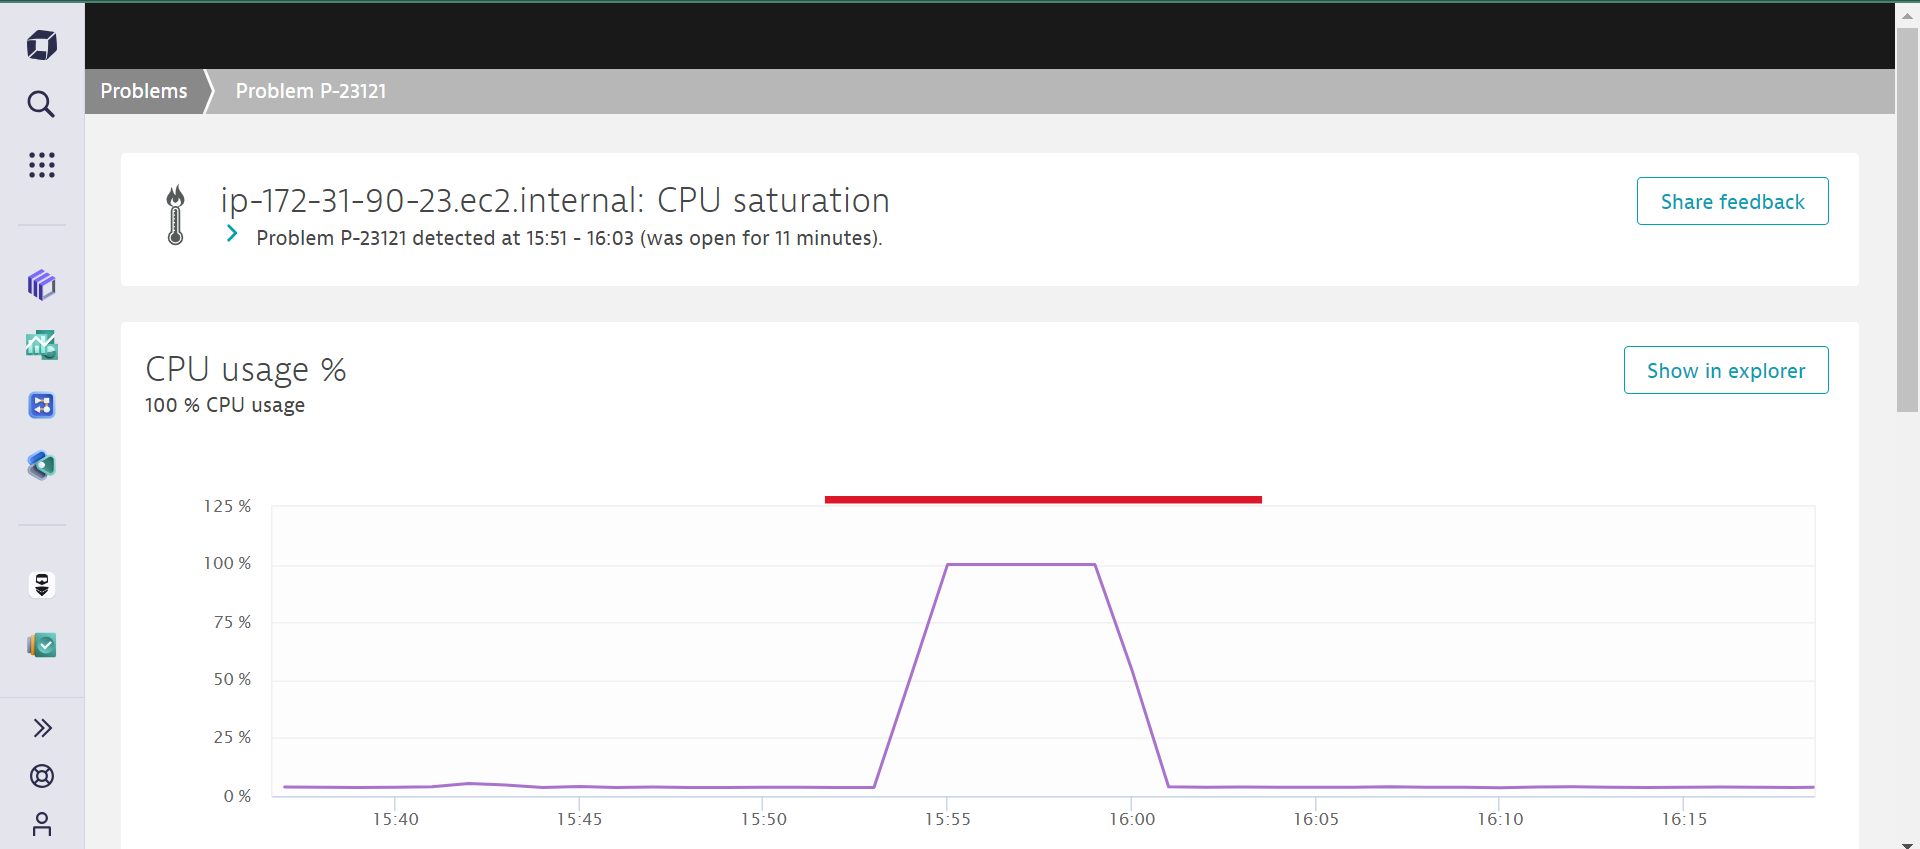 Problems
Problem P-23121
ip-172-31-90-23.ec2.internal: CPU saturation
Share feedback
Problem P-23121 detected at 15:51 - 16:03 (was open for 11 minutes).
CPU usage %
Show in explorer
100 % CPU usage
125 %
100 %
75 %
50 %
25 %
0 %
15:40
15:45
15:50
15:55
16:00
16:05
16:10
16:15